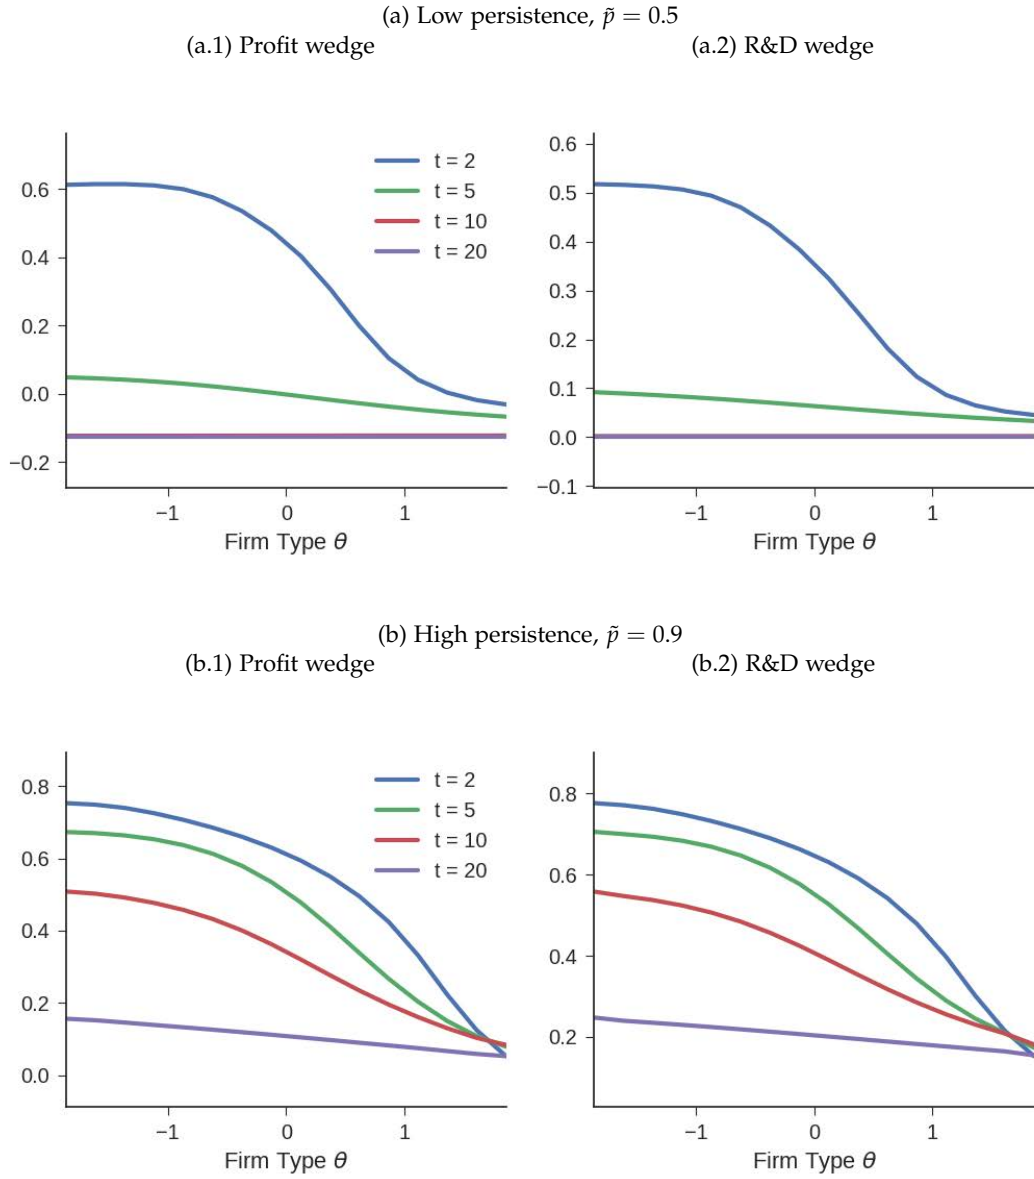 (a) Low persistence, p̃ = 0.5
(a.1) Profit wedge
(a.2) R&D wedge
0.6
0.4
0.2
0.0
−0.2
t = 2
t = 5
t = 10
t = 20
−1 0 1
Firm Type θ
0.6
0.5
0.4
0.3
0.2
0.1
0.0
−0.1
−1 0 1
Firm Type θ
(b) High persistence, p̃ = 0.9
(b.1) Profit wedge
(b.2) R&D wedge
0.8
0.6
0.4
0.2
0.0
t = 2
t = 5
t = 10
t = 20
−1 0 1
Firm Type θ
0.8
0.6
0.4
0.2
−1 0 1
Firm Type θ